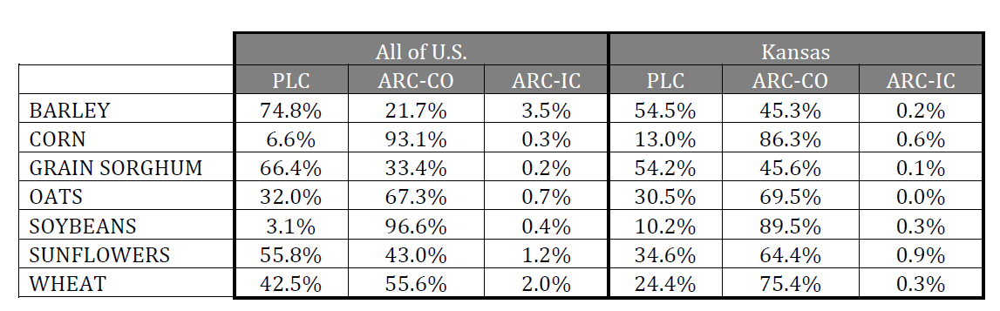 All of U.S. Kansas
PLC ARC-CO ARC-IC PLC ARC-CO ARC-IC
BARLEY 74.8% 21.7% 3.5% 54.5% 45.3% 0.2%
CORN 6.6% 93.1% 0.3% 13.0% 86.3% 0.6%
GRAIN SORGHUM 66.4% 33.4% 0.2% 54.2% 45.6% 0.1%
OATS 32.0% 67.3% 0.7% 30.5% 69.5% 0.0%
SOYBEANS 3.1% 96.6% 0.4% 10.2% 89.5% 0.3%
SUNFLOWERS 55.8% 43.0% 1.2% 34.6% 64.4% 0.9%
WHEAT 42.5% 55.6% 2.0% 24.4% 75.4% 0.3%